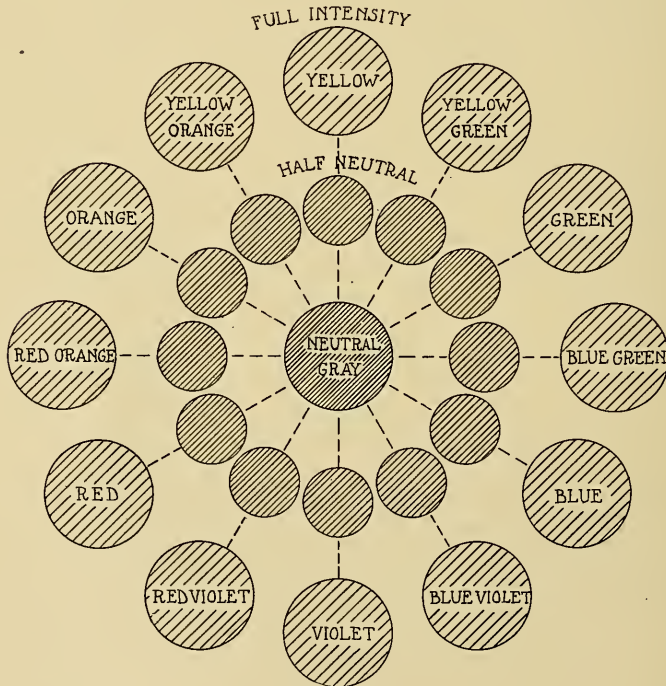 FULL INTENSITY
YELLOW
YELLOW
ORANGE
YELLOW
GREEN
HALF NEUTRAL
ORANGE
GREEN
NEUTRAL
GRAY
RED ORANGE
BLUE GREEN
RED
BLUE
RED VIOLET
BLUE VIOLET
VIOLET